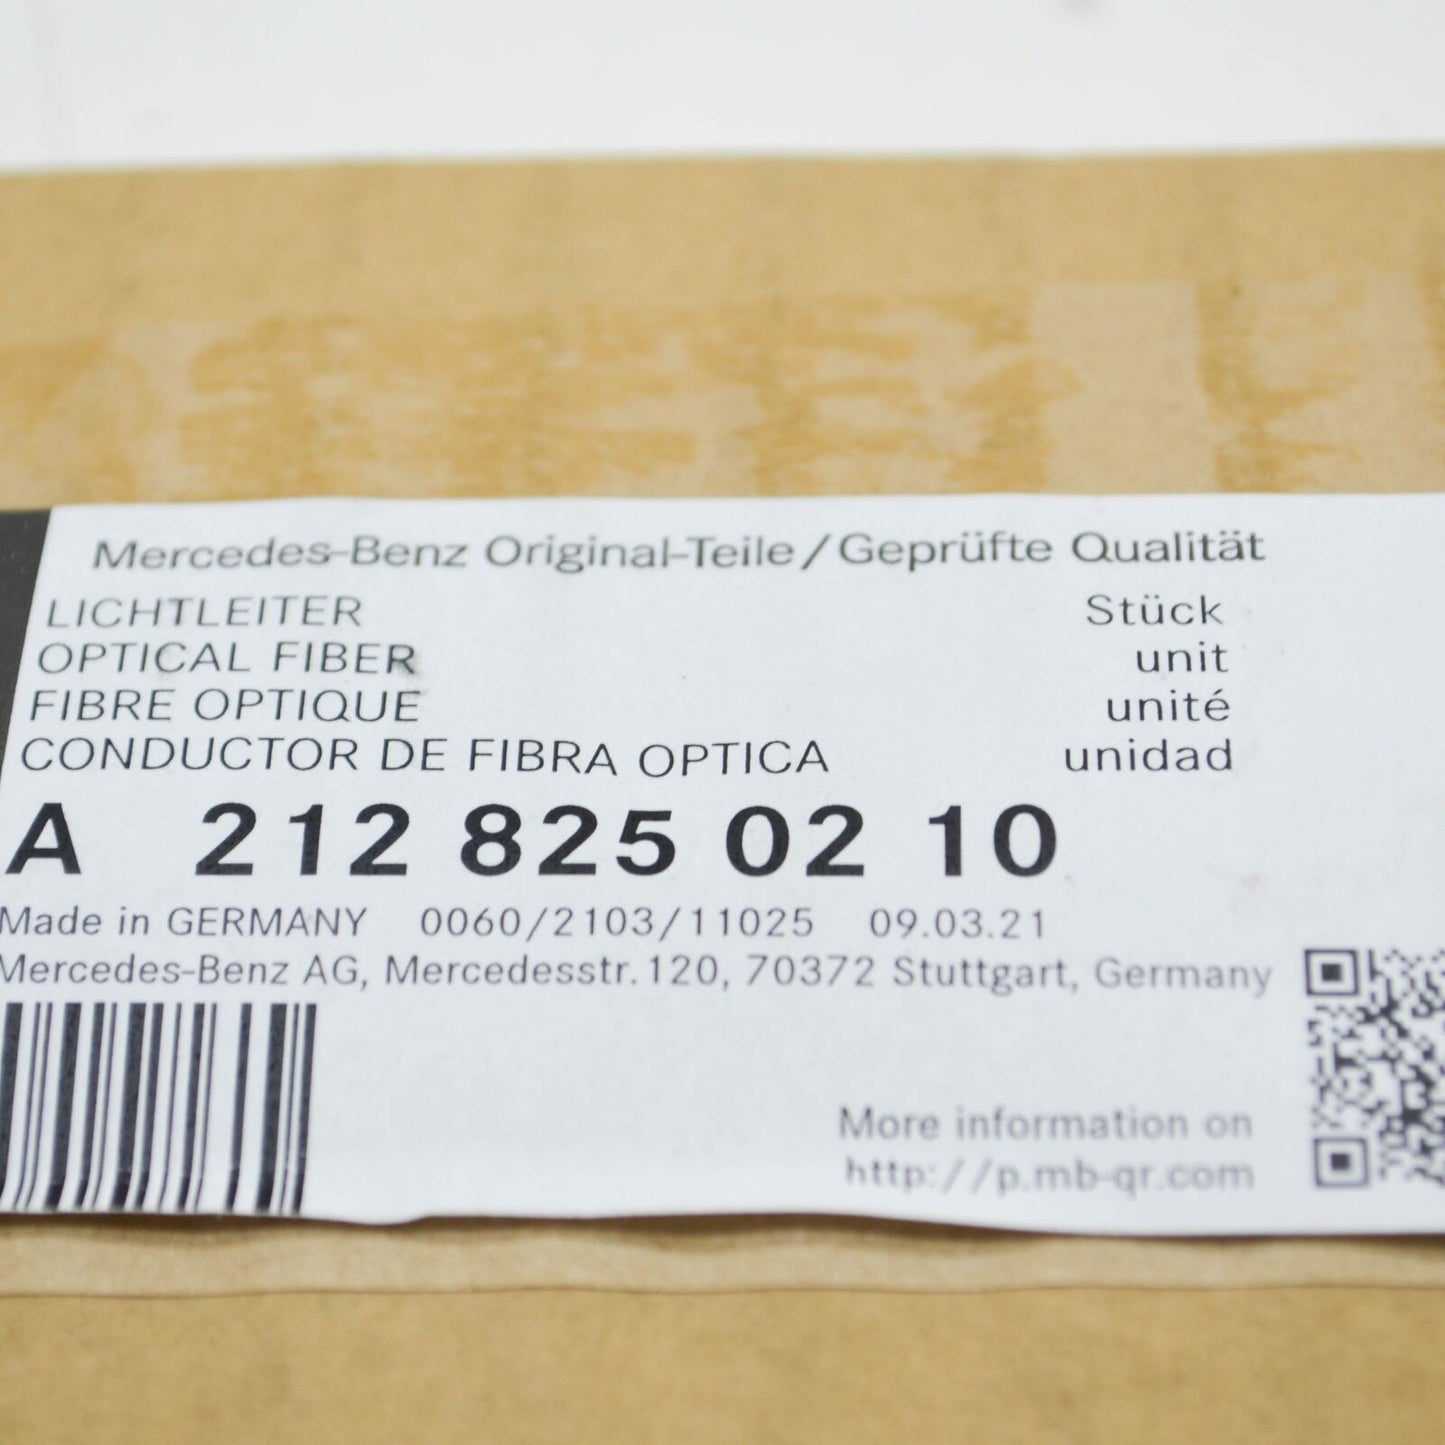 Mercedes-Benz Original-Teile/Geprüfte Qualität
LICHTLEITER Stück
OPTICAL FIBER unit
FIBRE OPTIQUE unité
CONDUCTOR DE FIBRA OPTICA unidad
A 212 825 02 10
Made in GERMANY 0060/2103/11025 09.03.21
Mercedes-Benz AG, Mercedesstr. 120, 70372 Stuttgart, Germany
More information on
http://p.mb-qr.com